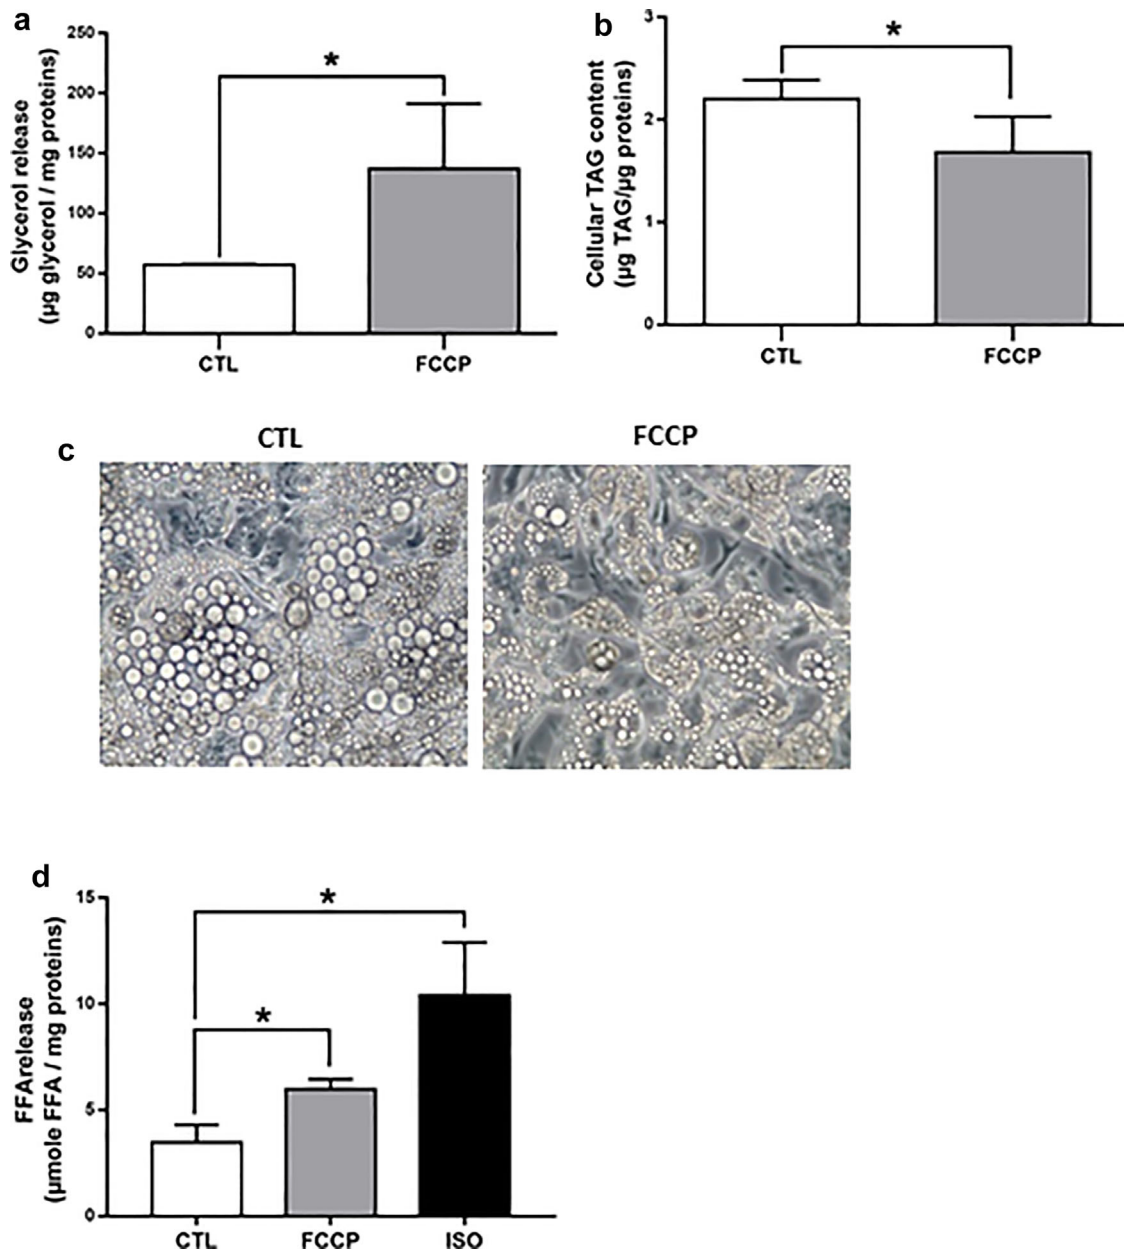 a
250
200
150
100
50
0
Glycerol release
(µg glycerol / mg proteins)
*
CTL
FCCP
b
3
2
1
0
Cellular TAG content
(µg TAG/µg proteins)
*
CTL
FCCP
c
CTL
FCCP
d
15
10
5
0
FFArelease
(µmole FFA / mg proteins)
*
*
CTL
FCCP
ISO